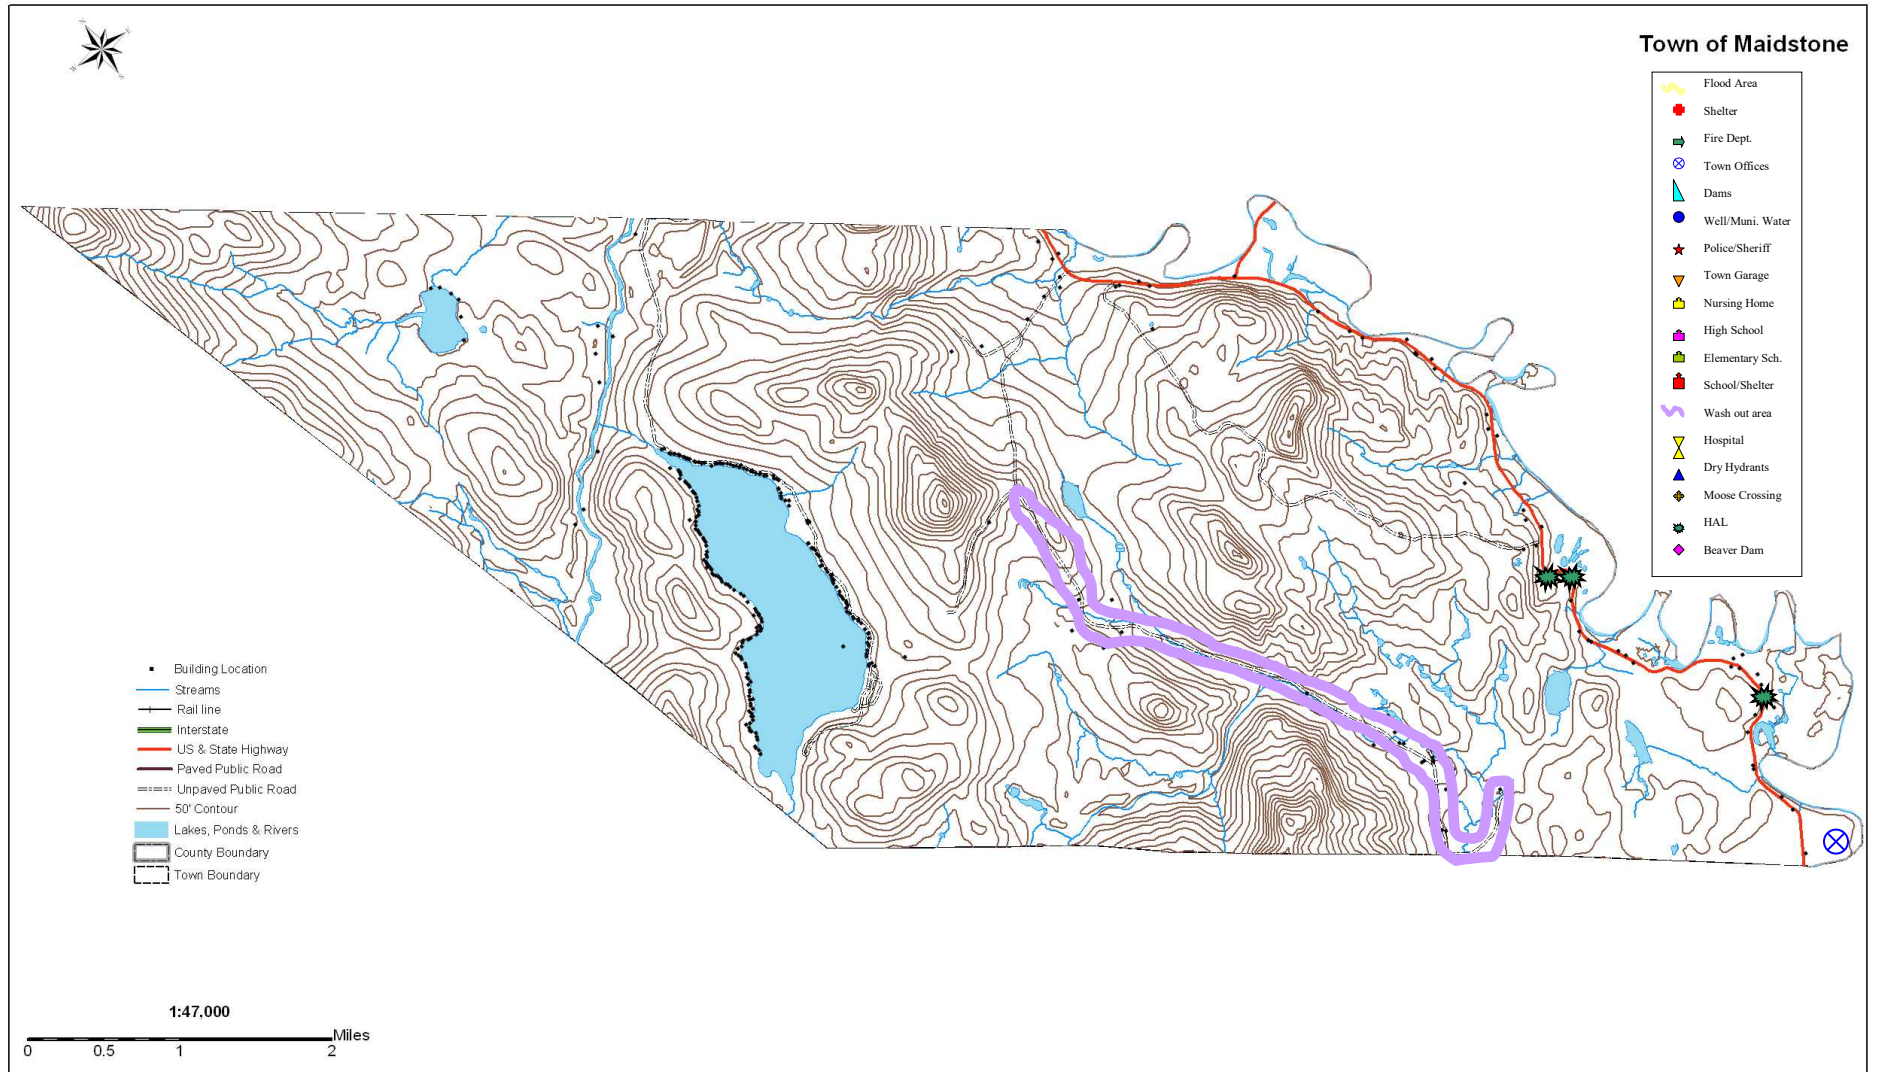 Town of Maidstone
Flood Area
Shelter
Fire Dept.
Town Offices
Dams
Well/Muni. Water
Police/Sheriff
Town Garage
Nursing Home
High School
Elementary Sch.
School/Shelter
Wash out area
Hospital
Dry Hydrants
Moose Crossing
HAL
Beaver Dam
Building Location
Streams
Rail line
Interstate
US & State Highway
Paved Public Road
Unpaved Public Road
50' Contour
Lakes, Ponds & Rivers
County Boundary
Town Boundary
1:47,000
Miles
0 0.5 1 2